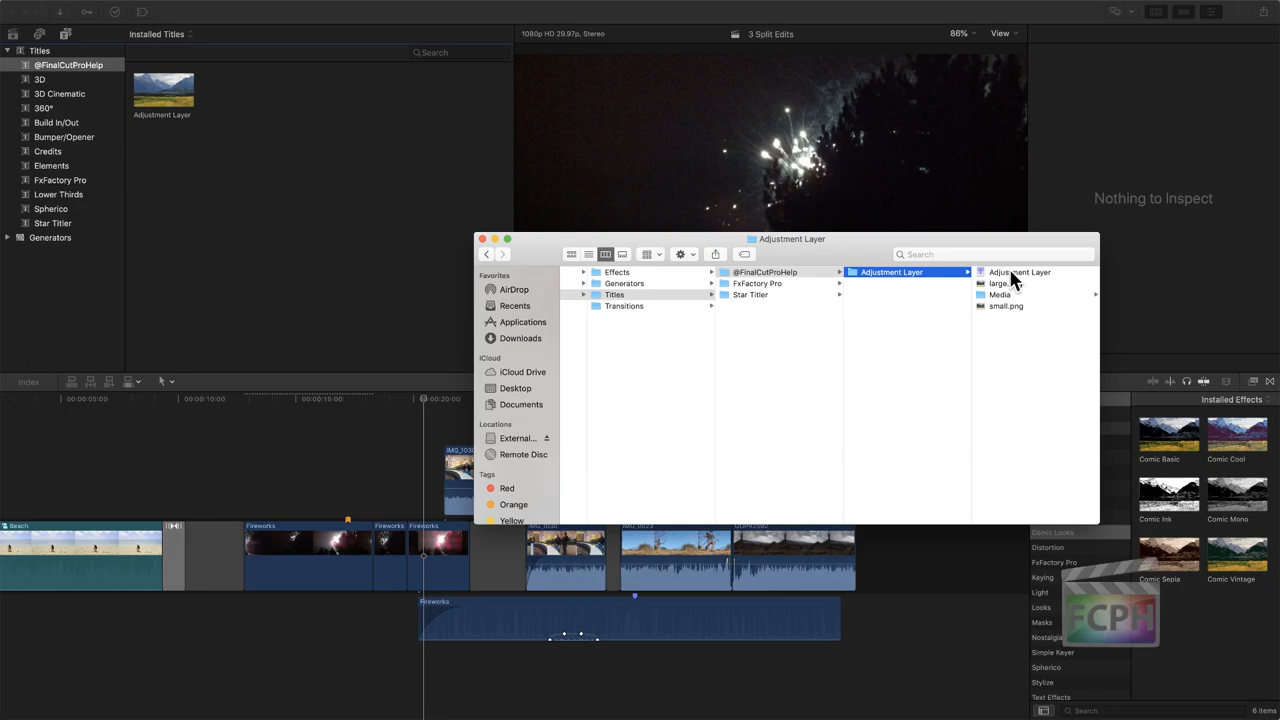 Installed Titles
1080p HD 29.97p, Stereo
3 Split Edits
86%
View
Titles
Search
@FinalCutProHelp
3D
3D Cinematic
360°
Build In/Out
Bumper/Opener
Credits
Elements
FxFactory Pro
Lower Thirds
Spherico
Star Titler
Generators
Adjustment Layer
Nothing to Inspect
Adjustment Layer
Search
Favorites
AirDrop
Recents
Applications
Downloads
iCloud
iCloud Drive
Desktop
Documents
Locations
External...
Remote Disc
Tags
Red
Orange
Yellow
Effects
Generators
Titles
Transitions
@FinalCutProHelp
FxFactory Pro
Star Titler
Adjustment Layer
Adjustment Layer
Media
small.png
Index
00:00:05:00
00:00:10:00
00:00:15:00
00:00:20:00
Installed Effects
Comic Basic
Comic Cool
Comic Ink
Comic Mono
Comic Sepia
Comic Vintage
Comic Looks
Distortion
FxFactory Pro
Keying
Light
Looks
Masks
Nostalgia
Simple Keyer
Spherico
Stylize
Text Effects
Search
6 items
Beach
Fireworks
Fireworks
Fireworks
Fireworks
FCPH